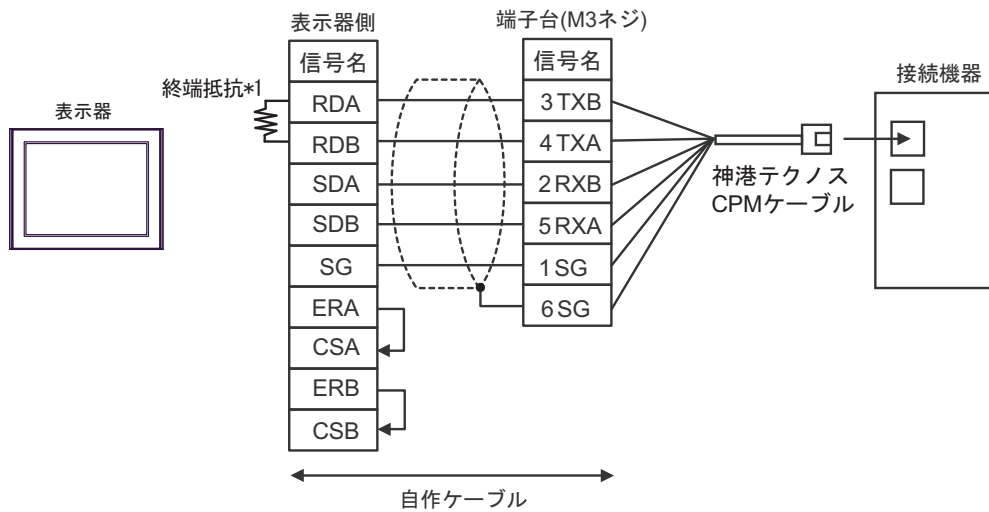 表示器側
端子台(M3ネジ)
信号名
信号名
接続機器
終端抵抗*1
表示器
RDA
3 TXB
RDB
4 TXA
SDA
2 RXB
SDB
5 RXA
SG
1 SG
ERA
6 SG
CSA
ERB
CSB
神港テクノス
CPMケーブル
自作ケーブル